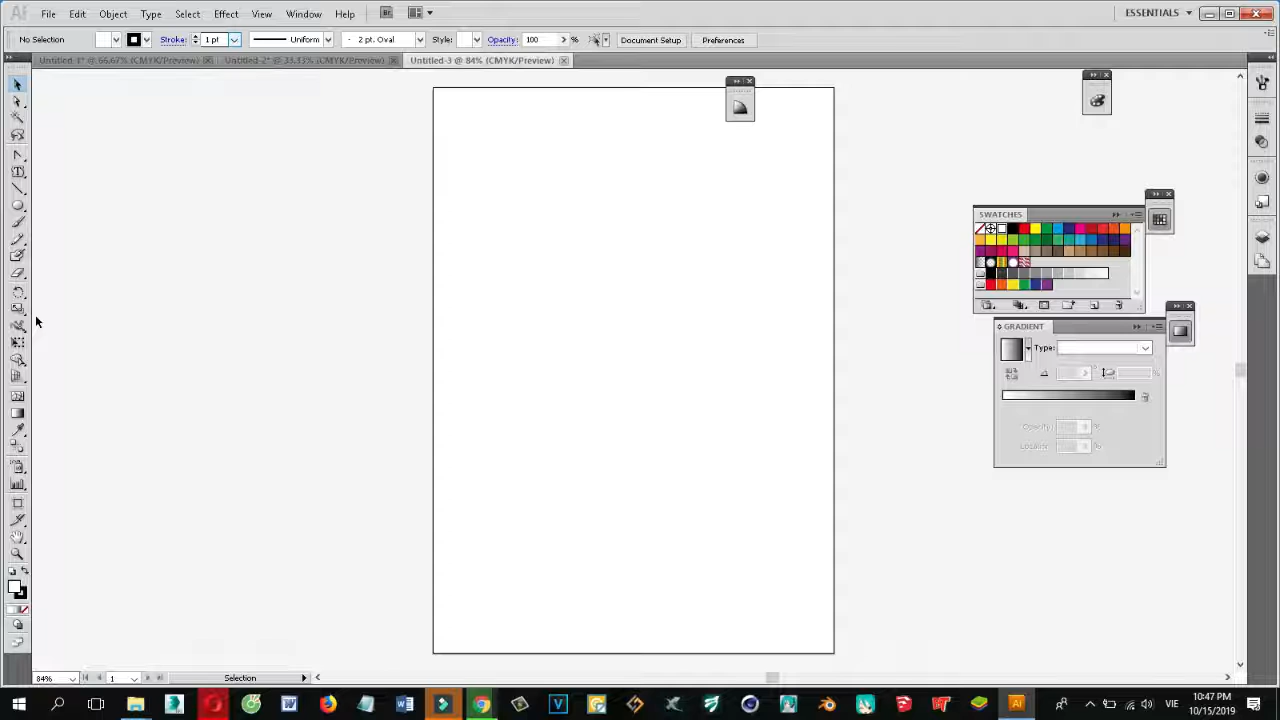 Ai File Edit Object Type Select Effect View Window Help Br ESSENTIALS
No Selection Stroke: 1 pt Uniform 2 pt. Oval Style: Opacity: 100 % Document Setup Preferences
Untitled-1* @ 66.67% (CMYK/Preview) Untitled-2* @ 33.33% (CMYK/Preview) Untitled-3 @ 84% (CMYK/Preview)
SWATCHES
GRADIENT
Type:
%
Opacity: %
Location: %
84% 1 Selection
10:47 PM
VIE
10/15/2019